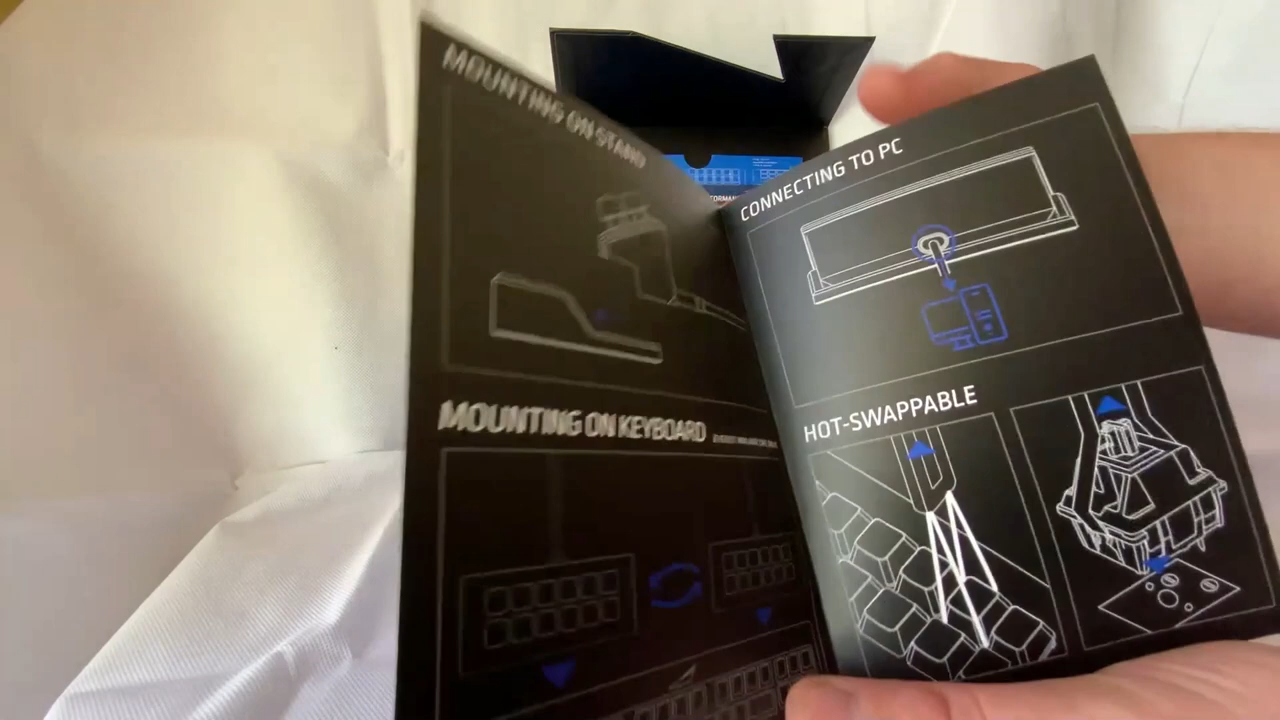 MOUNTING ON STAND
MOUNTING ON KEYBOARD
CONNECTING TO PC
HOT-SWAPPABLE